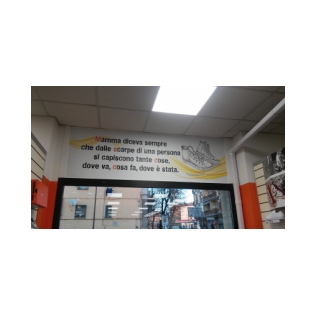 Mamma diceva sempre
che dalle scarpe di una persona
si capiscono tante cose,
dove va, cosa fa, dove è stata.